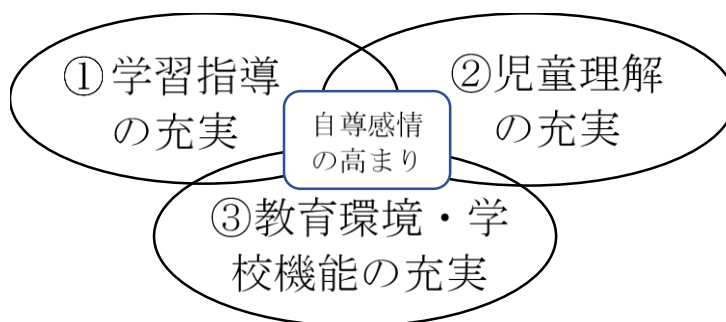 ①学習指導
の充実
②児童理解
の充実
自尊感情
の高まり
③教育環境・学
校機能の充実